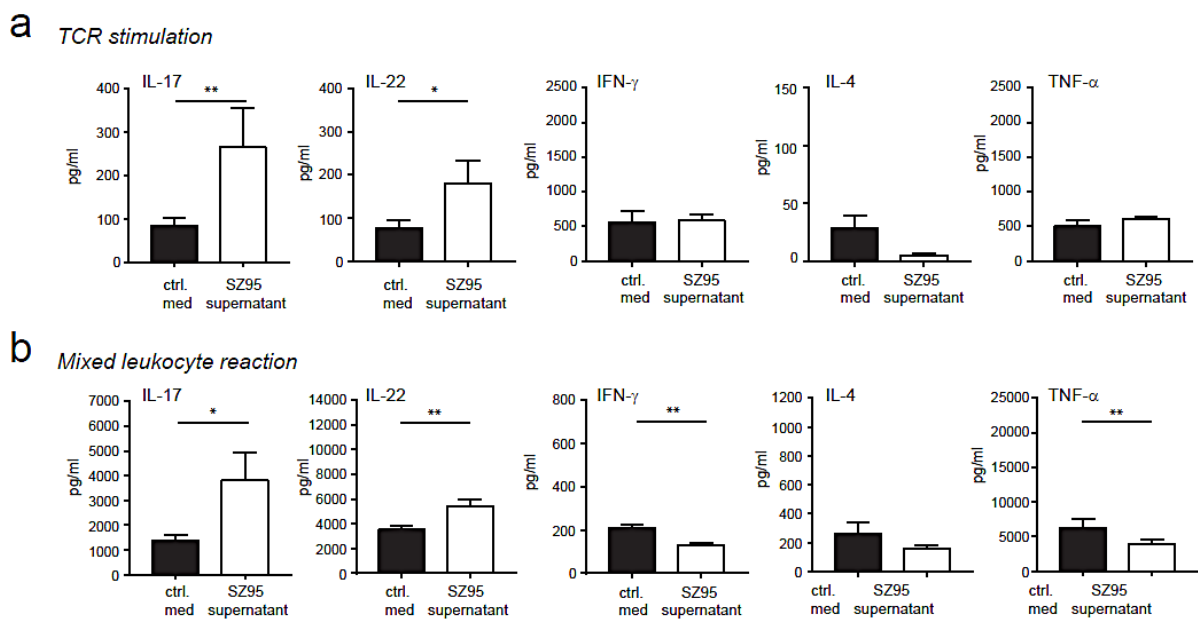 a TCR stimulation
IL-17
**
pg/ml
400
300
200
100
0
ctrl. med
SZ95 supernatant
IL-22
*
400
300
200
100
0
ctrl. med
SZ95 supernatant
IFN-γ
pg/ml
2500
2000
1500
1000
500
0
ctrl. med
SZ95 supernatant
IL-4
pg/ml
150
100
50
0
ctrl. med
SZ95 supernatant
TNF-α
pg/ml
2500
2000
1500
1000
500
0
ctrl. med
SZ95 supernatant
b Mixed leukocyte reaction
IL-17
*
pg/ml
7000
6000
5000
4000
3000
2000
1000
0
ctrl. med
SZ95 supernatant
IL-22
**
pg/ml
14000
12000
10000
8000
6000
4000
2000
0
ctrl. med
SZ95 supernatant
IFN-γ
**
pg/ml
800
600
400
200
0
ctrl. med
SZ95 supernatant
IL-4
pg/ml
1200
1000
800
600
400
200
0
ctrl. med
SZ95 supernatant
TNF-α
**
pg/ml
25000
20000
15000
10000
5000
0
ctrl. med
SZ95 supernatant